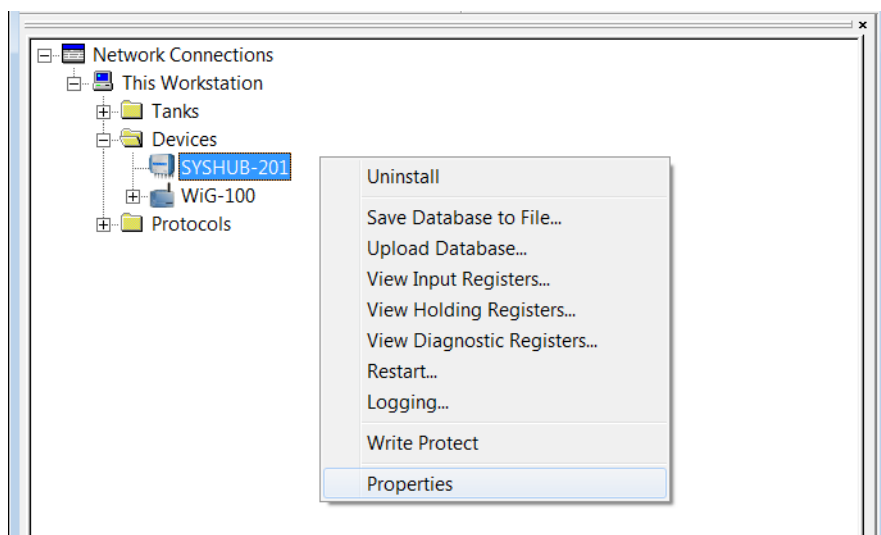 Network Connections
This Workstation
Tanks
Devices
SYSHUB-201
WiG-100
Protocols
Uninstall
Save Database to File...
Upload Database...
View Input Registers...
View Holding Registers...
View Diagnostic Registers...
Restart...
Logging...
Write Protect
Properties